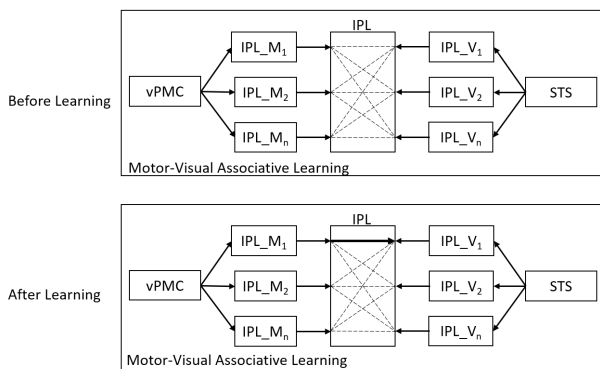 IPL
IPL_M₁
IPL_V₁
Before Learning
vPMC
IPL_M₂
IPL_V₂
STS
IPL_Mₙ
IPL_Vₙ
Motor-Visual Associative Learning
IPL
IPL_M₁
IPL_V₁
After Learning
vPMC
IPL_M₂
IPL_V₂
STS
IPL_Mₙ
IPL_Vₙ
Motor-Visual Associative Learning